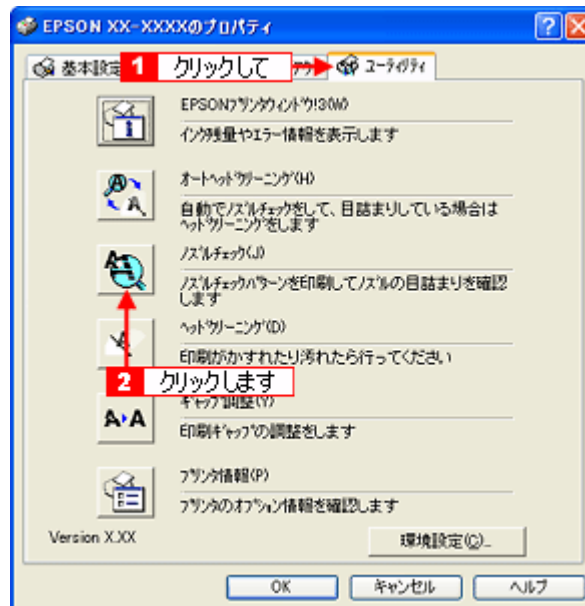 EPSON XX-XXXXのプロパティ
基本設定 1 クリックして ユーティリティ
EPSONプリンタウィンドウ!3(W)
インク残量やエラー情報を表示します
オートヘッドクリーニング(H)
自動でノズルチェックをして、目詰まりしている場合は
ヘッドクリーニングをします
ノズルチェック(J)
ノズルチェックパターンを印刷してノズルの目詰まりを確認
します
ヘッドクリーニング(D)
印刷がかすれたり汚れたら行ってください
2 クリックします
ギャップ調整(Y)
印刷ギャップの調整をします
プリンタ情報(P)
プリンタのオプション情報を確認します
Version X.XX
環境設定(C)...
OK キャンセル ヘルプ